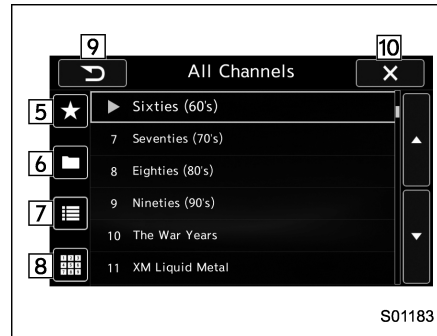 9
10
All Channels
5
Sixties (60's)
7 Seventies (70's)
6
8 Eighties (80's)
7
9 Nineties (90's)
10 The War Years
8
11 XM Liquid Metal
S01183